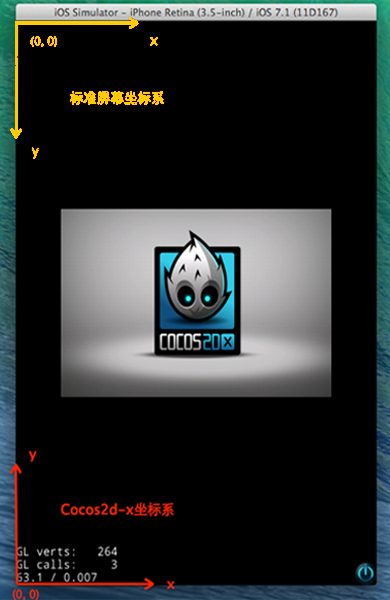 iOS Simulator – iPhone Retina (3.5-inch) / iOS 7.1 (11D167)
(0, 0)
x
标准屏幕坐标系
y
COCOS2DX
y
Cocos2d-x坐标系
GL verts: 264
GL calls: 3
63.1 / 0.007
x
(0, 0)